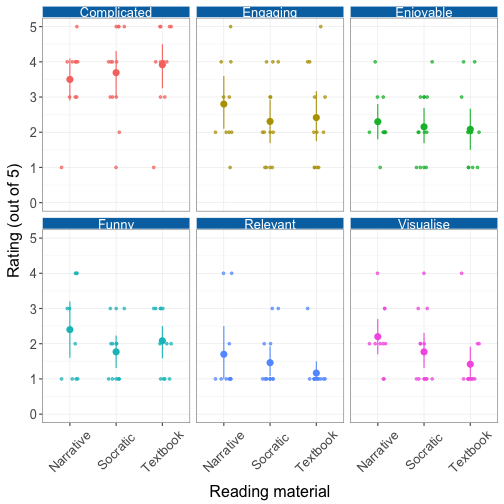 Complicated Engaging Enjoyable
Rating (out of 5)
5
4
3
2
1
0
Funny Relevant Visualise
5
4
3
2
1
0
Narrative Socratic Textbook Narrative Socratic Textbook Narrative Socratic Textbook
Reading material